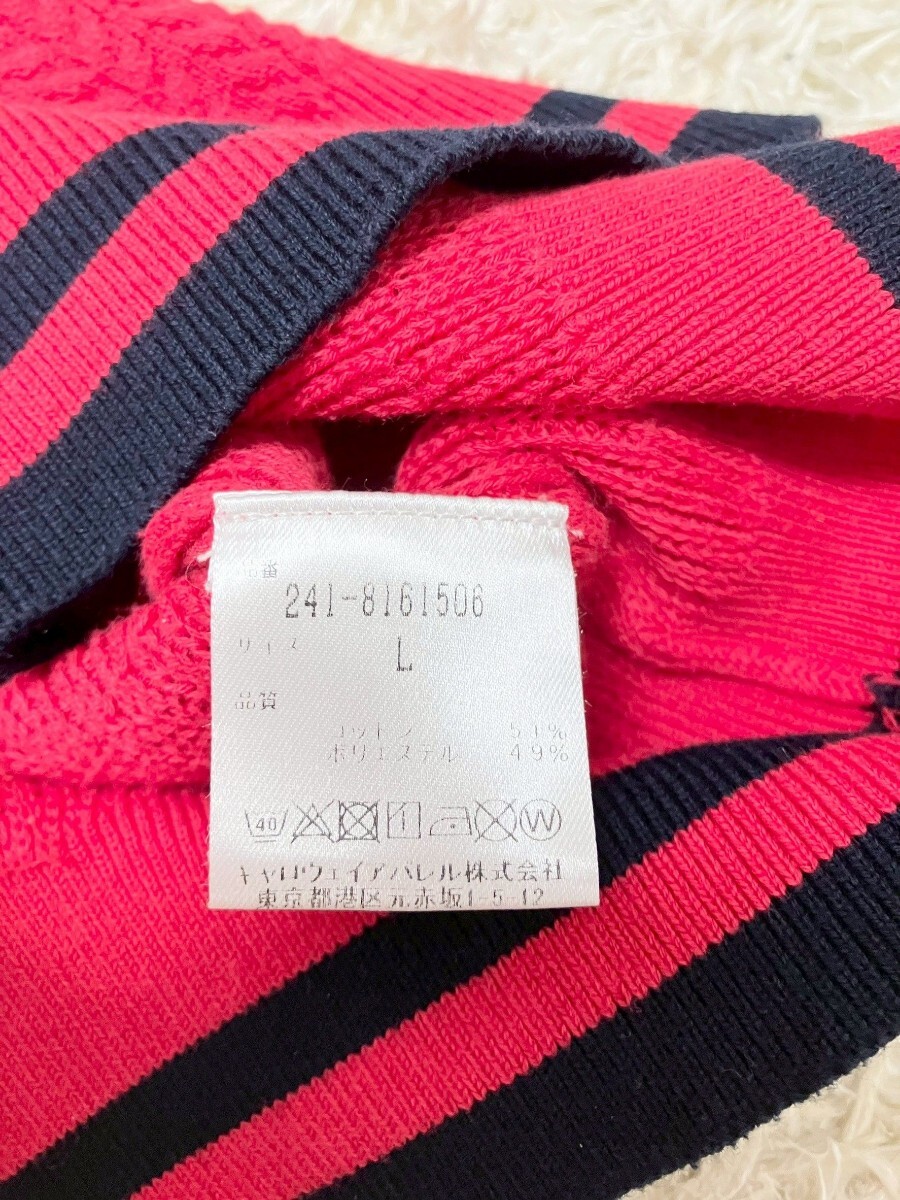 品番
241-8161506
サイズ
L
品質
コットン 51%
ポリエステル 49%
40 1 W
キャロウェイアパレル株式会社
東京都港区元赤坂1-5-12